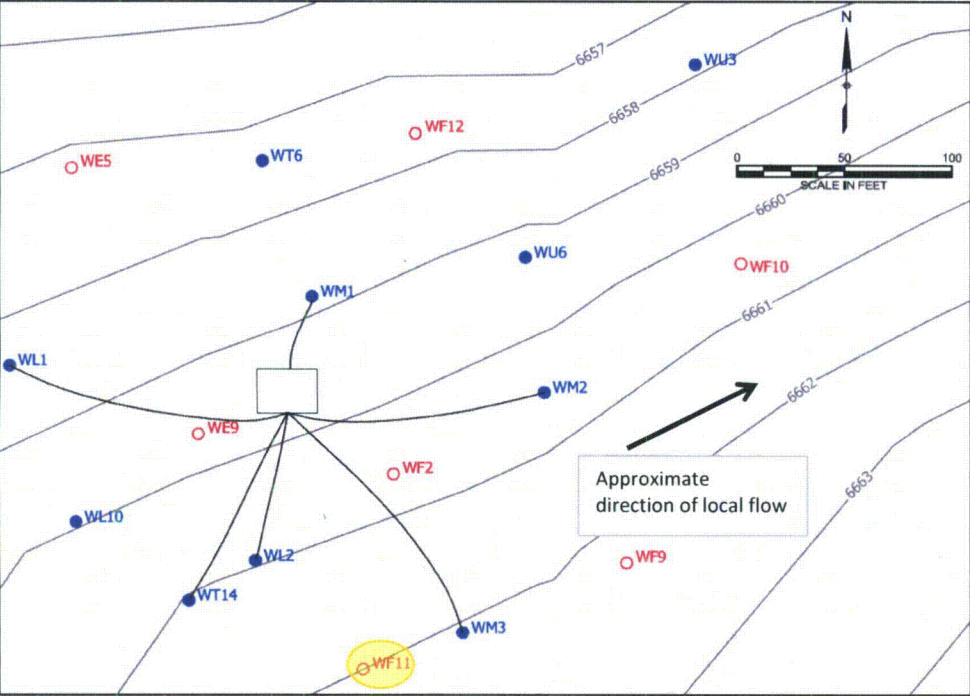 N
6657
WU3
6658
WF12
WE5
WT6
6659
0 50 100
SCALE IN FEET
6660
WU6
WF10
WM1
6661
WL1
WM2
6662
WE9
WF2
Approximate
direction of local flow
6663
WL10
WL2
WF9
WT14
WM3
WF11